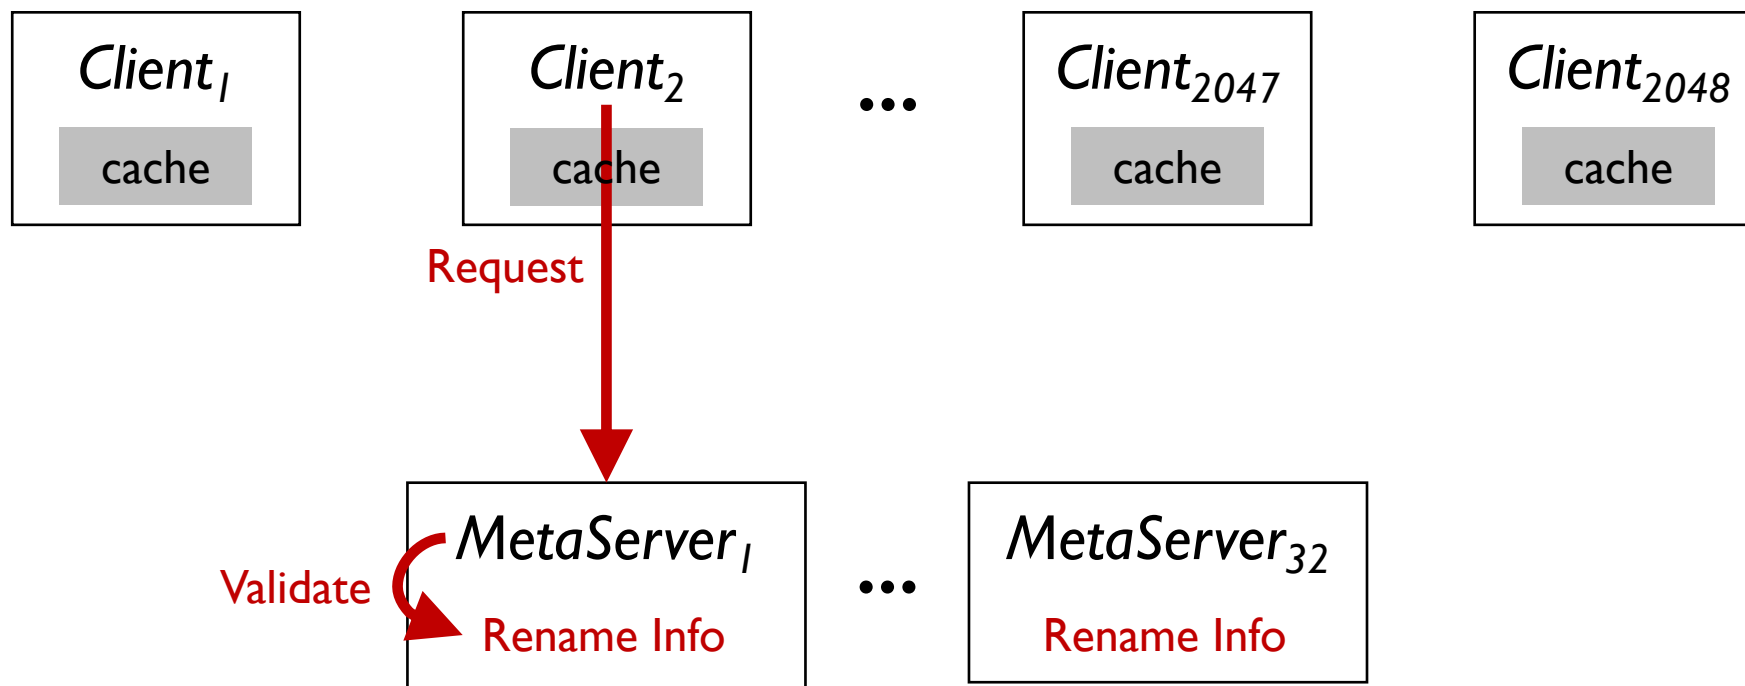 Client₁ Client₂ ... Client₂₀₄₇ Client₂₀₄₈
cache cache cache cache
Request
MetaServer₁ ... MetaServer₃₂
Validate
Rename Info Rename Info